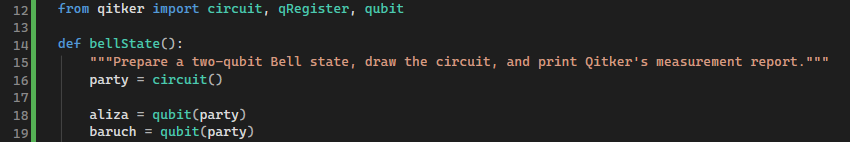 12 from qitker import circuit, qRegister, qubit
13
14 def bellState():
15     """Prepare a two-qubit Bell state, draw the circuit, and print Qitker's measurement report."""
16     party = circuit()
17
18     aliza = qubit(party)
19     baruch = qubit(party)